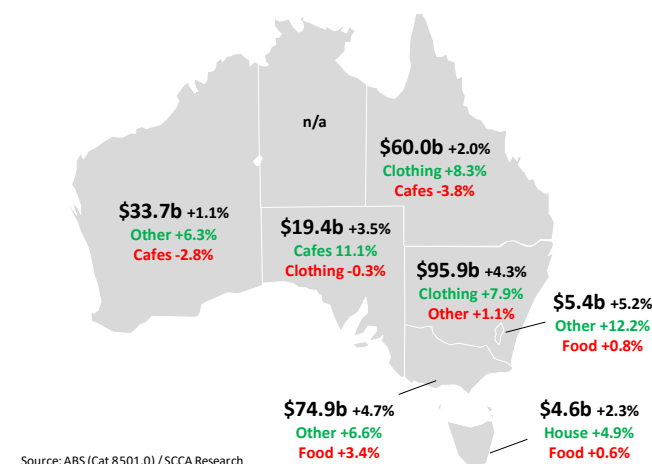 n/a
$60.0b +2.0%
Clothing +8.3%
Cafes -3.8%
$33.7b +1.1%
Other +6.3%
Cafes -2.8%
$19.4b +3.5%
Cafes 11.1%
Clothing -0.3%
$95.9b +4.3%
Clothing +7.9%
Other +1.1%
$5.4b +5.2%
Other +12.2%
Food +0.8%
$74.9b +4.7%
Other +6.6%
Food +3.4%
$4.6b +2.3%
House +4.9%
Food +0.6%
Source: ABS (Cat 8501.0) / SCCA Research